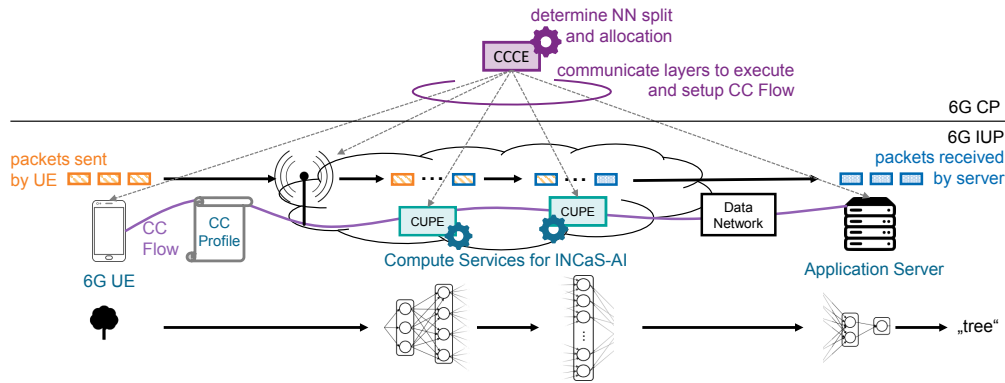 determine NN split
and allocation
CCCE
communicate layers to execute
and setup CC Flow
6G CP
6G IUP
packets sent
by UE
packets received
by server
CC
Flow
CC
Profile
CUPE
CUPE
Data
Network
6G UE
Compute Services for INCaS-AI
Application Server
„tree“